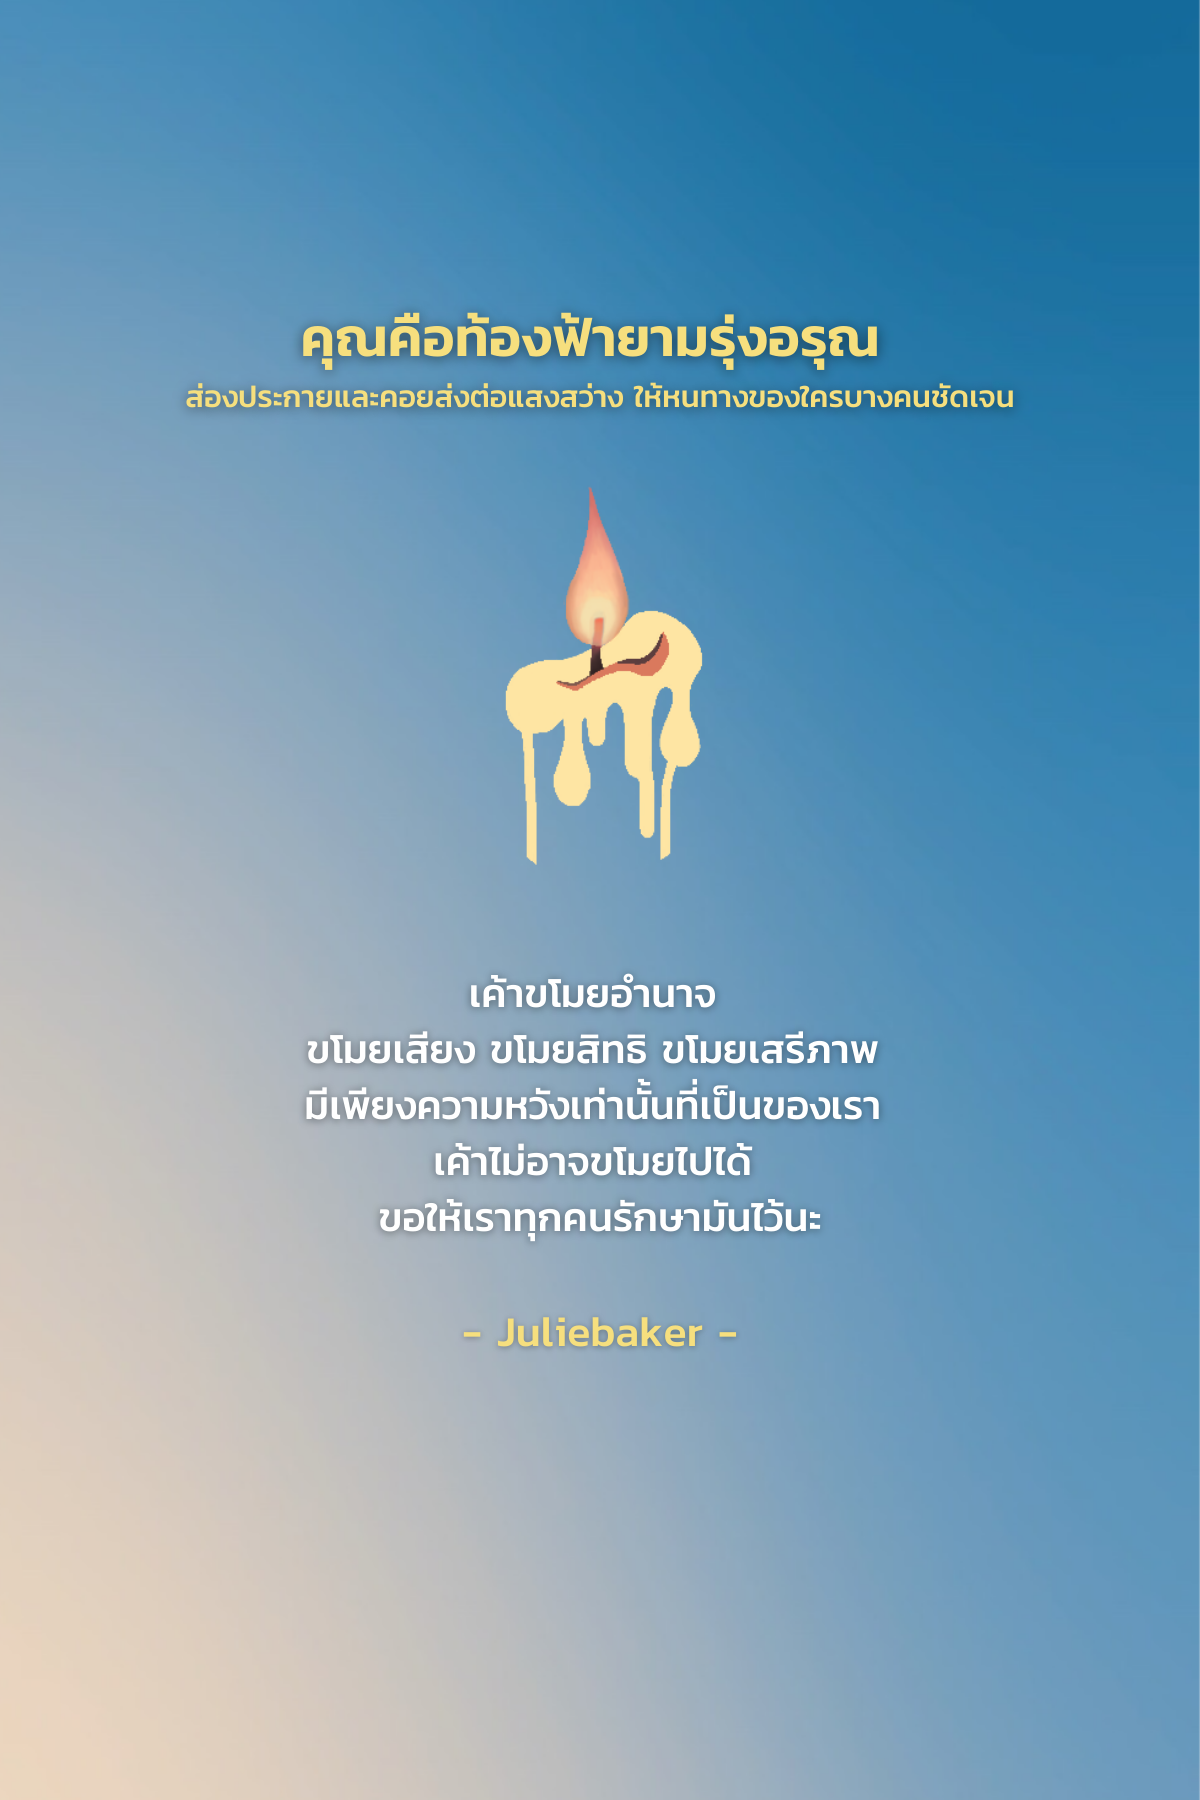 คุณคือท้องฟ้ายามรุ่งอรุณ
ส่องประกายและคอยส่งต่อแสงสว่าง ให้หนทางของใครบางคนชัดเจน
เค้าขโมยอำนาจ
ขโมยเสียง ขโมยสิทธิ ขโมยเสรีภาพ
มีเพียงความหวังเท่านั้นที่เป็นของเรา
เค้าไม่อาจขโมยไปได้
ขอให้เราทุกคนรักษามันไว้นะ
- Juliebaker -